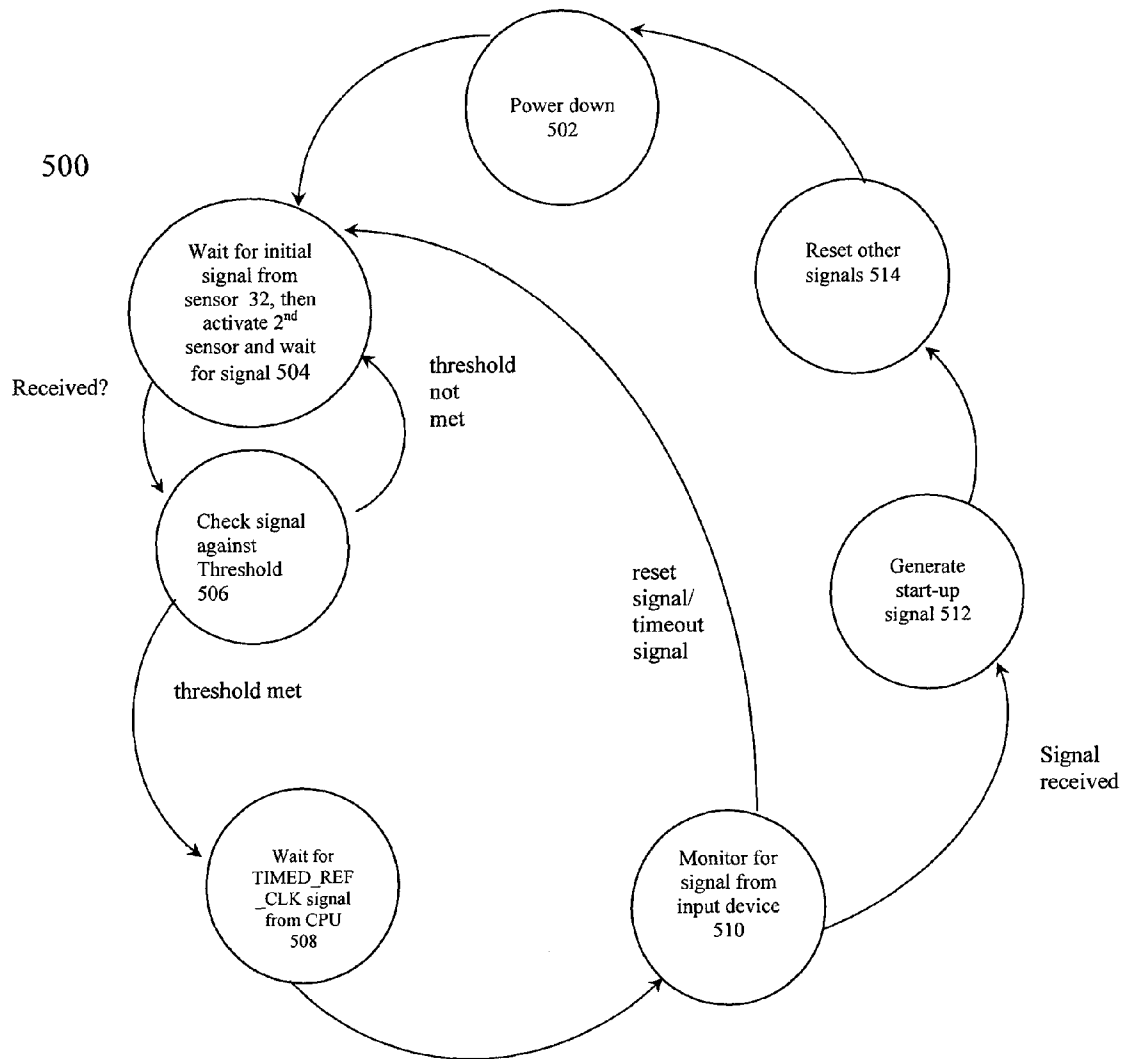 Power down
502
500
Wait for initial
signal from
sensor 32, then
activate 2nd
sensor and wait
for signal 504
Reset other
signals 514
Received?
threshold
not
met
Check signal
against
Threshold
506
reset
signal/
timeout
signal
Generate
start-up
signal 512
threshold met
Signal
received
Wait for
TIMED_REF
_CLK signal
from CPU
508
Monitor for
signal from
input device
510